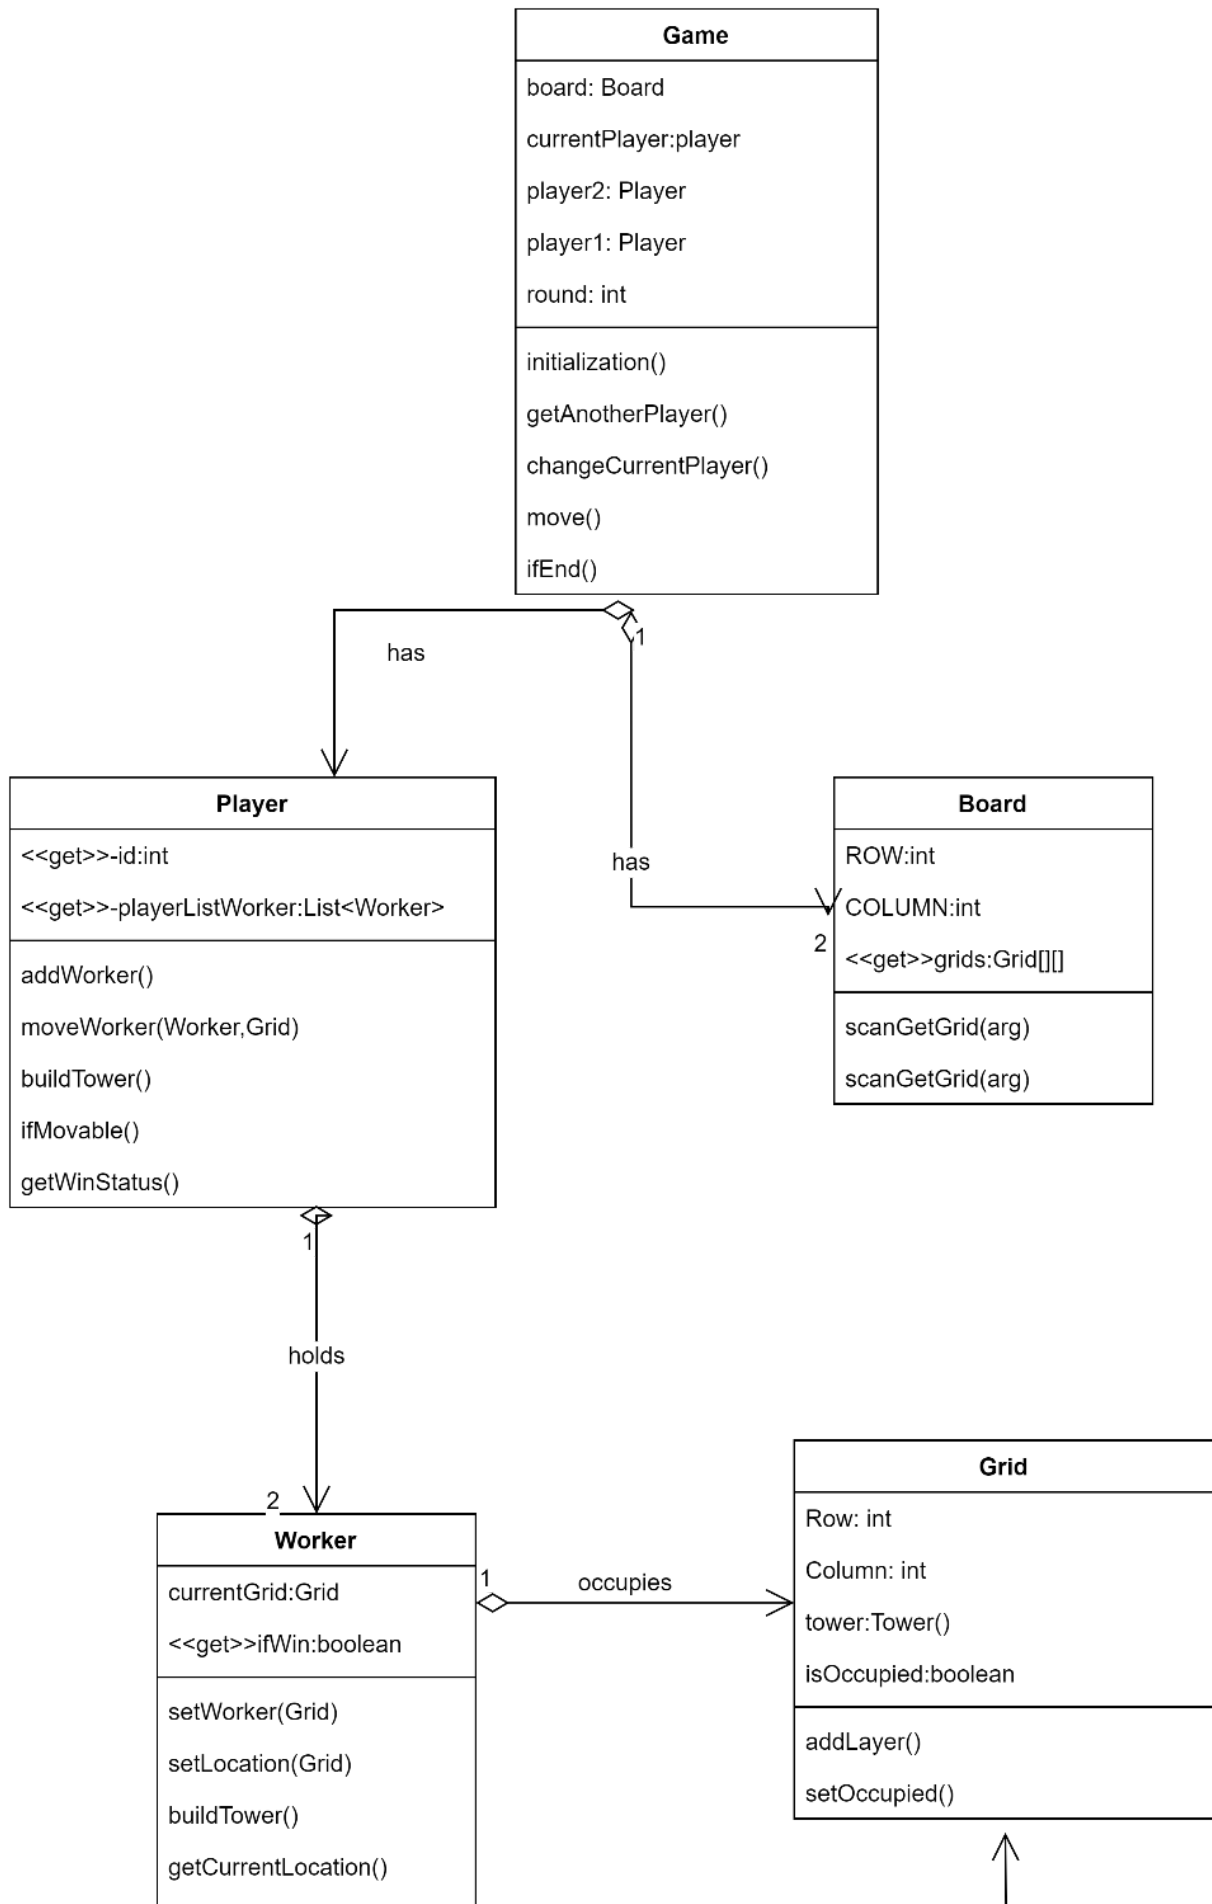 Game
board: Board
currentPlayer:player
player2: Player
player1: Player
round: int
initialization()
getAnotherPlayer()
changeCurrentPlayer()
move()
ifEnd()
1
has
has
2
Player
<<get>>-id:int
<<get>>-playerListWorker:List<Worker>
addWorker()
moveWorker(Worker,Grid)
buildTower()
ifMovable()
getWinStatus()
Board
ROW:int
COLUMN:int
<<get>>grids:Grid[][]
scanGetGrid(arg)
scanGetGrid(arg)
1
holds
2
Worker
currentGrid:Grid
<<get>>ifWin:boolean
setWorker(Grid)
setLocation(Grid)
buildTower()
getCurrentLocation()
1
occupies
Grid
Row: int
Column: int
tower:Tower()
isOccupied:boolean
addLayer()
setOccupied()